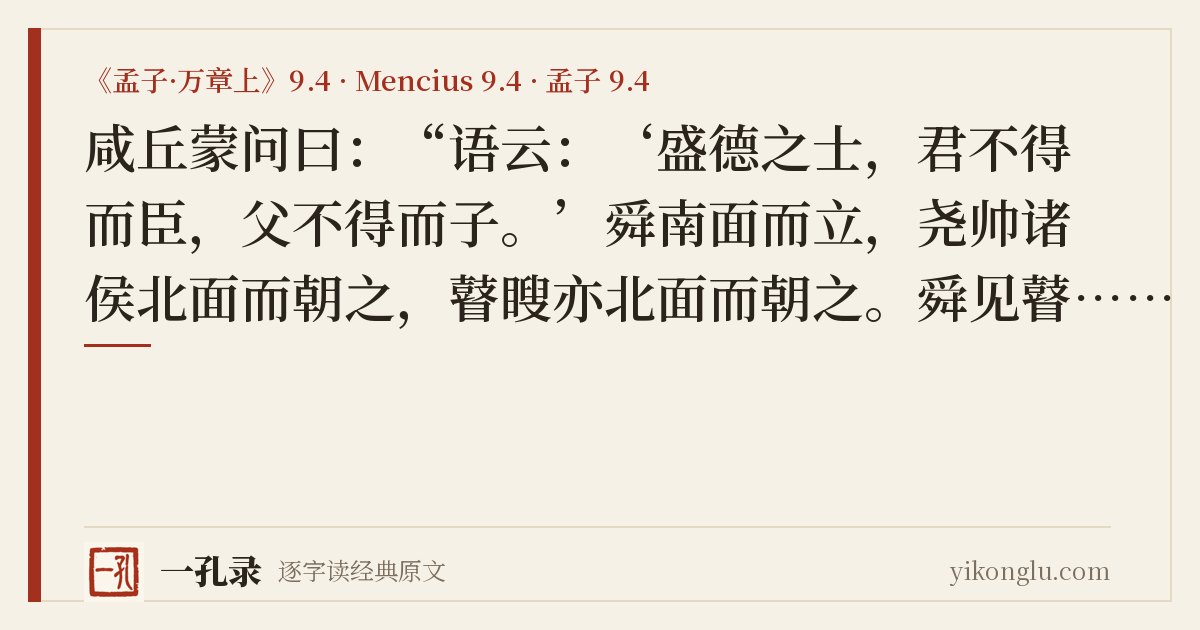 《孟子·万章上》9.4 · Mencius 9.4 · 孟子 9.4
咸丘蒙问曰：“语云：‘盛德之士，君不得
而臣，父不得而子。’舜南面而立，尧帅诸
侯北面而朝之，瞽瞍亦北面而朝之。舜见瞽……
一孔
一孔录 逐字读经典原文
yikonglu.com